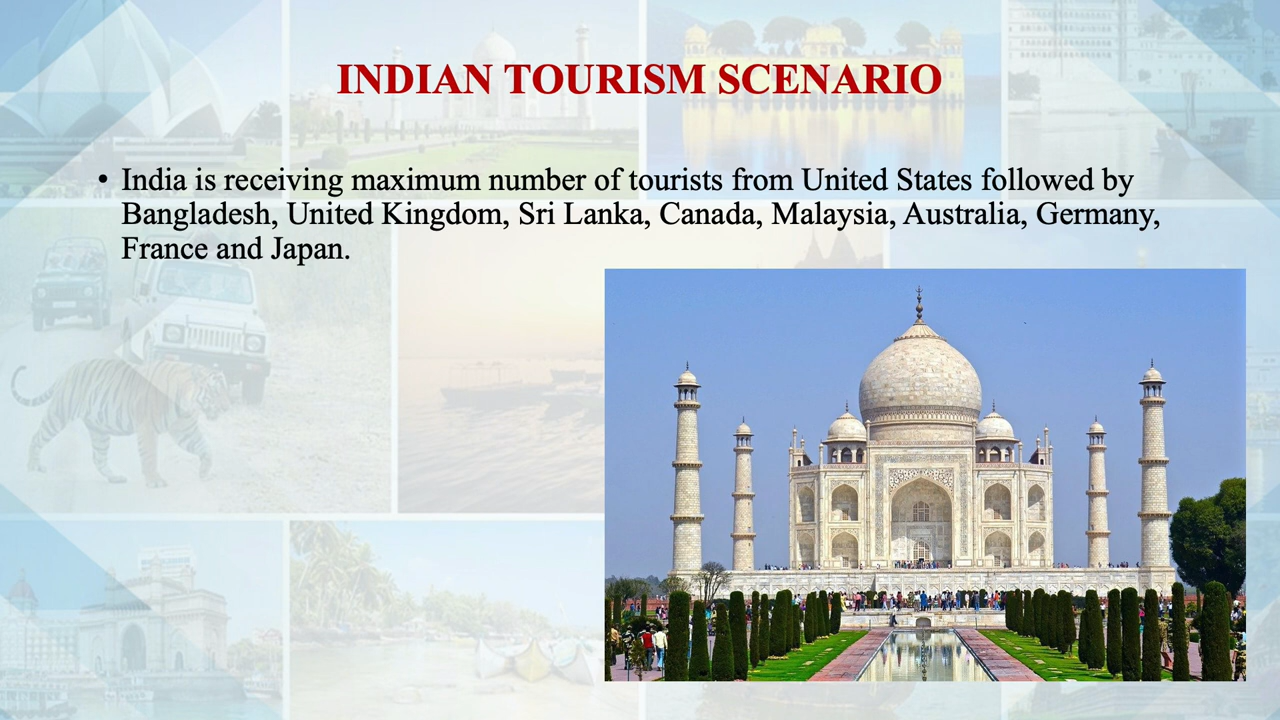 INDIAN TOURISM SCENARIO
• India is receiving maximum number of tourists from United States followed by
Bangladesh, United Kingdom, Sri Lanka, Canada, Malaysia, Australia, Germany,
France and Japan.